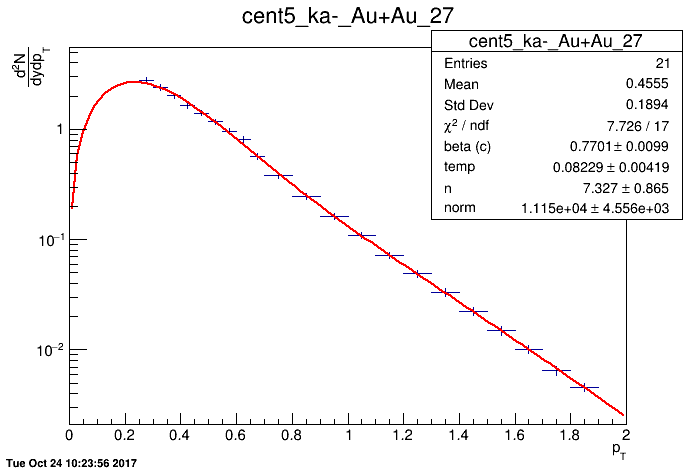 cent5_ka-_Au+Au_27
d²N
dydp_T
cent5_ka-_Au+Au_27
Entries 21
Mean 0.4555
Std Dev 0.1894
χ² / ndf 7.726 / 17
beta (c) 0.7701 ± 0.0099
temp 0.08229 ± 0.00419
n 7.327 ± 0.865
norm 1.115e+04 ± 4.556e+03
1
10⁻¹
10⁻²
0 0.2 0.4 0.6 0.8 1 1.2 1.4 1.6 1.8 2
p_T
Tue Oct 24 10:23:56 2017